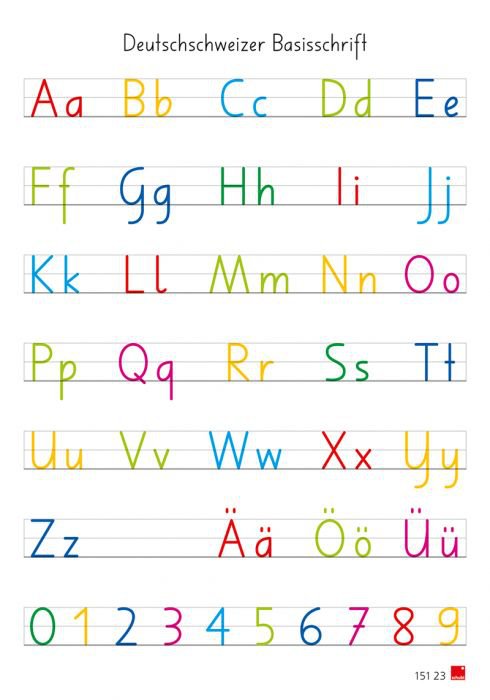 Deutschschweizer Basisschrift
Aa Bb Cc Dd Ee
Ff Gg Hh Ii Jj
Kk Ll Mm Nn Oo
Pp Qq Rr Ss Tt
Uu Vv Ww Xx Yy
Zz Ää Öö Üü
0 1 2 3 4 5 6 7 8 9
151 23
schubi